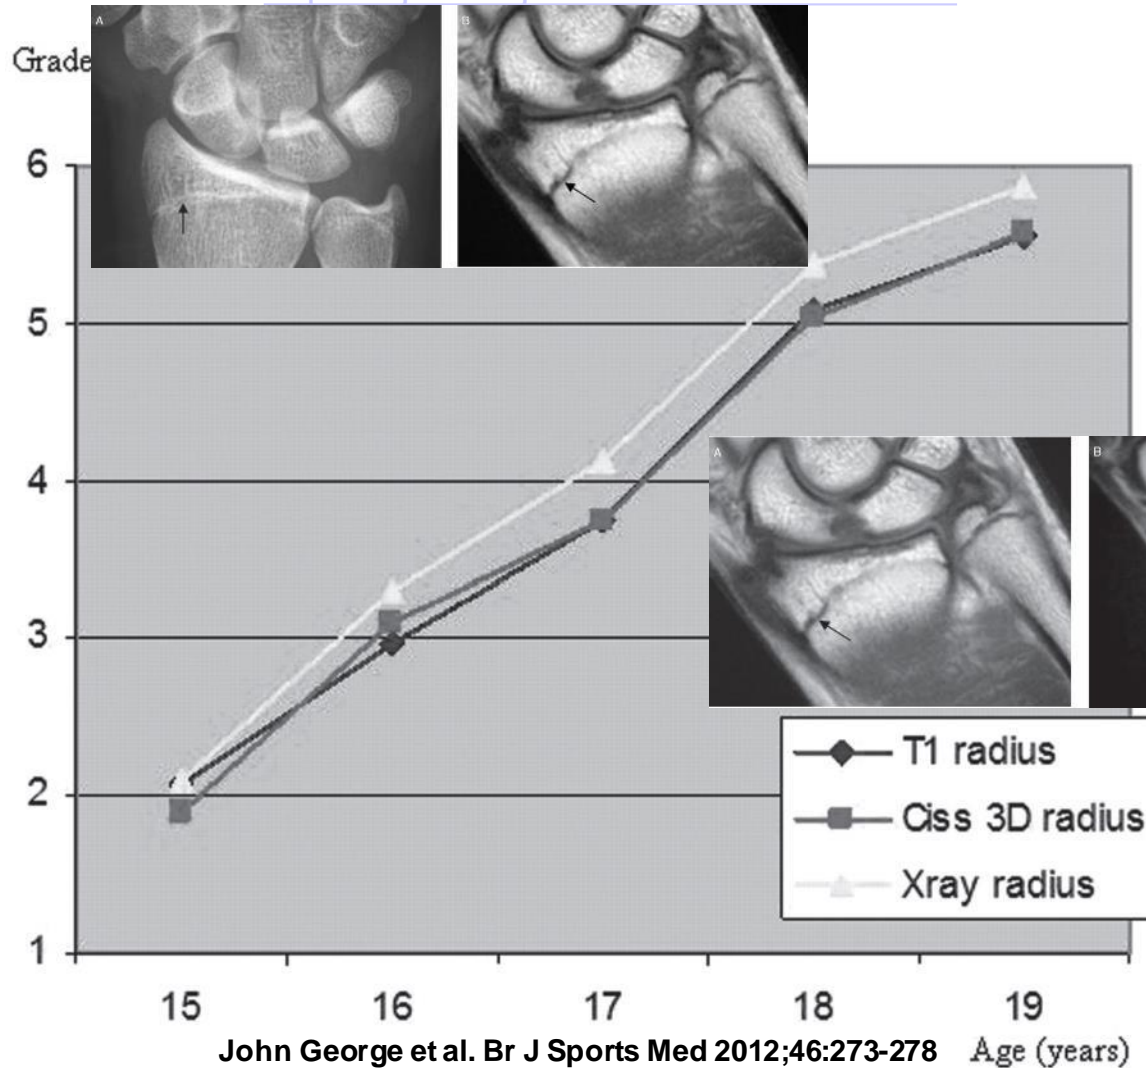 A
B
Grade
6
5
A
B
4
3
T1 radius
Ciss 3D radius
Xray radius
2
1
15 16 17 18 19
John George et al. Br J Sports Med 2012;46:273-278 Age (years)